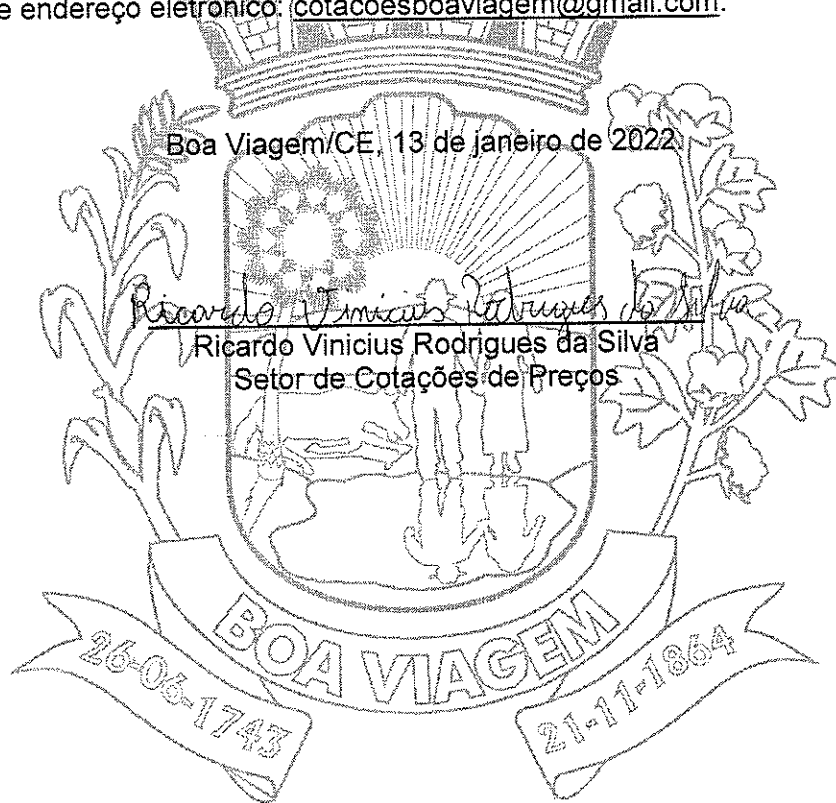 e endereço eletrônico: cotacoesboaviagem@gmail.com.
Boa Viagem/CE, 13 de janeiro de 2022.
Ricardo Vinicius Rodrigues da Silva
Ricardo Vinicius Rodrigues da Silva
Setor de Cotações de Preços
BOA VIAGEM
26-06-1743
21-11-1864